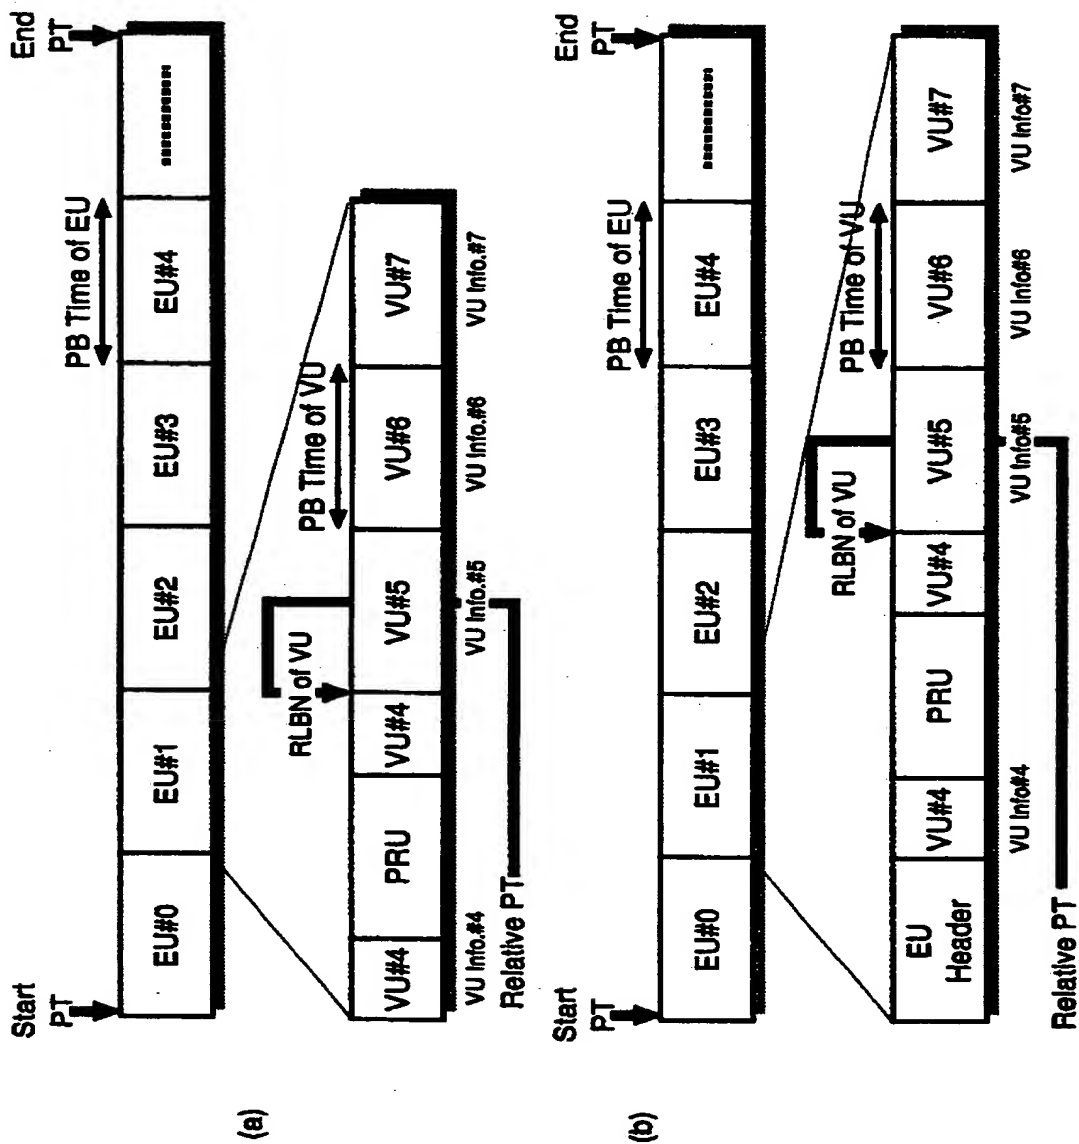 (a)
Start
PT
End
PT
PB Time of EU
EU#0 EU#1 EU#2 EU#3 EU#4 ...........
PB Time of VU
RLBN of VU
VU#4 PRU VU#4 VU#5 VU#6 VU#7
VU Info.#4 VU Info.#5 VU Info.#6 VU Info.#7
Relative PT
(b)
Start
PT
End
PT
PB Time of EU
EU#0 EU#1 EU#2 EU#3 EU#4 ...........
PB Time of VU
RLBN of VU
EU
Header
VU#4 PRU VU#4 VU#5 VU#6 VU#7
VU Info#4 VU Info#5 VU Info#6 VU Info#7
Relative PT